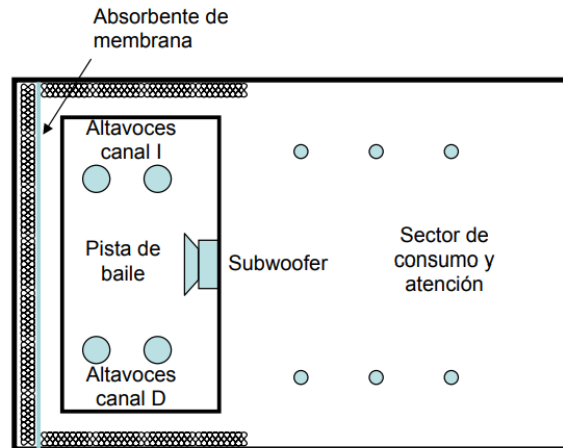 Absorbente de
membrana
Altavoces
canal I
Pista de
baile
Subwoofer
Sector de
consumo y
atención
Altavoces
canal D